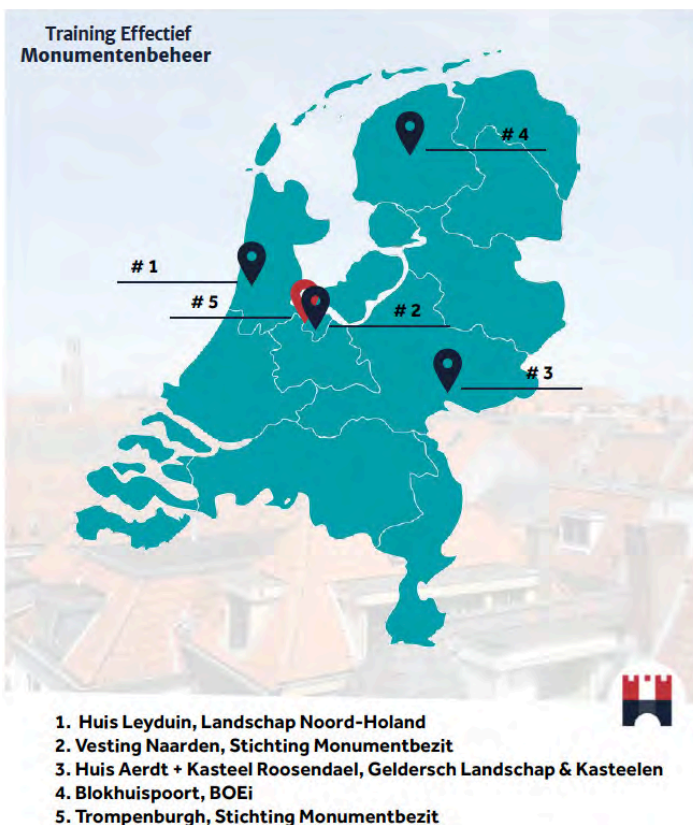 Training Effectief
Monumentenbeheer
# 4
# 1
# 5
# 2
# 3
1. Huis Leyduin, Landschap Noord-Holand
2. Vesting Naarden, Stichting Monumentbezit
3. Huis Aerdt + Kasteel Roosendael, Geldersch Landschap & Kasteelen
4. Blokhuispoort, BOEi
5. Trompenburgh, Stichting Monumentbezit